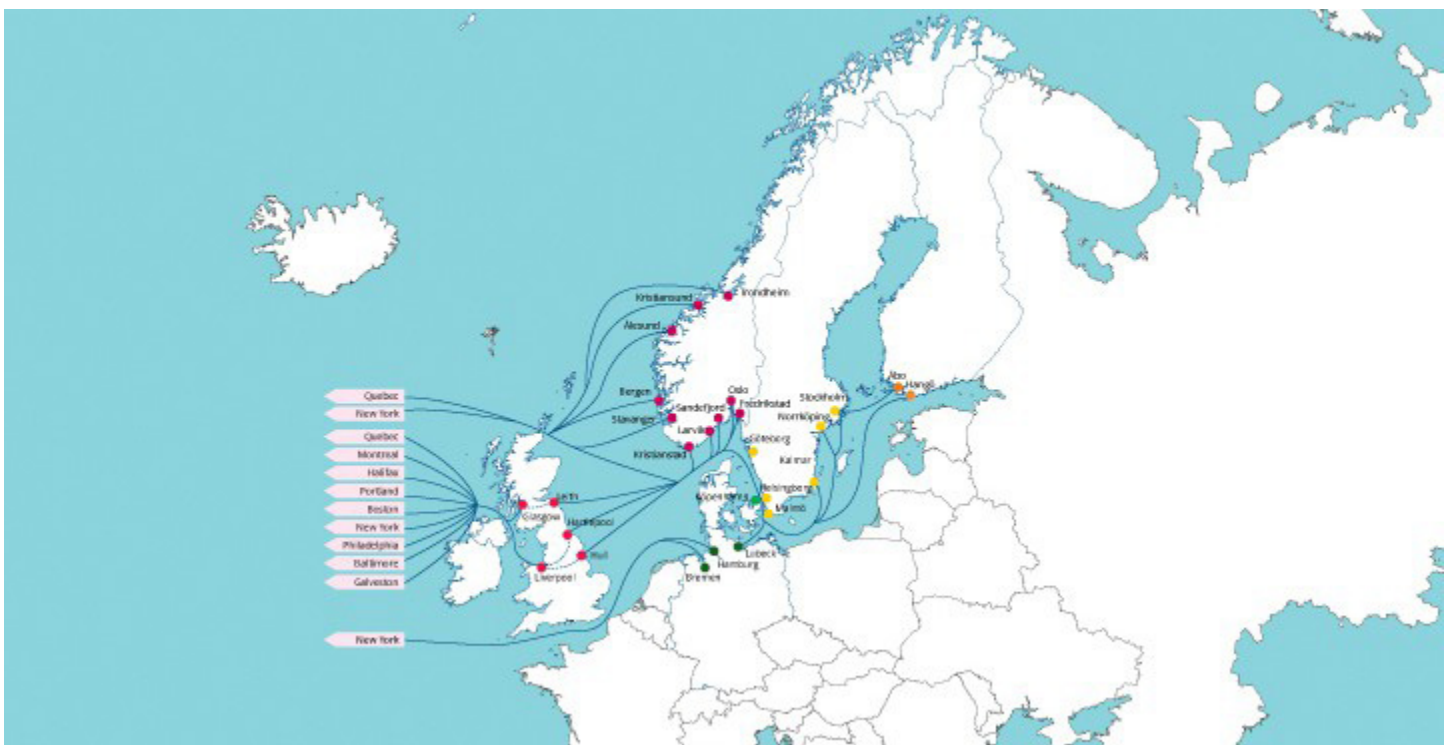 Trondheim
Kristiansund
Ålesund
Bergen
Stavanger
Sandefjord
Oslo
Fredrikstad
Larvik
Kristianstad
Åbo
Hangö
Stockholm
Norrköping
Göteborg
Kalmar
Helsingborg
Malmö
Lübeck
Hamburg
Bremen
Leith
Glasgow
Hartlepool
Hull
Liverpool
Quebec
New York
Quebec
Montreal
Halifax
Portland
Boston
New York
Philadelphia
Baltimore
Galveston
New York